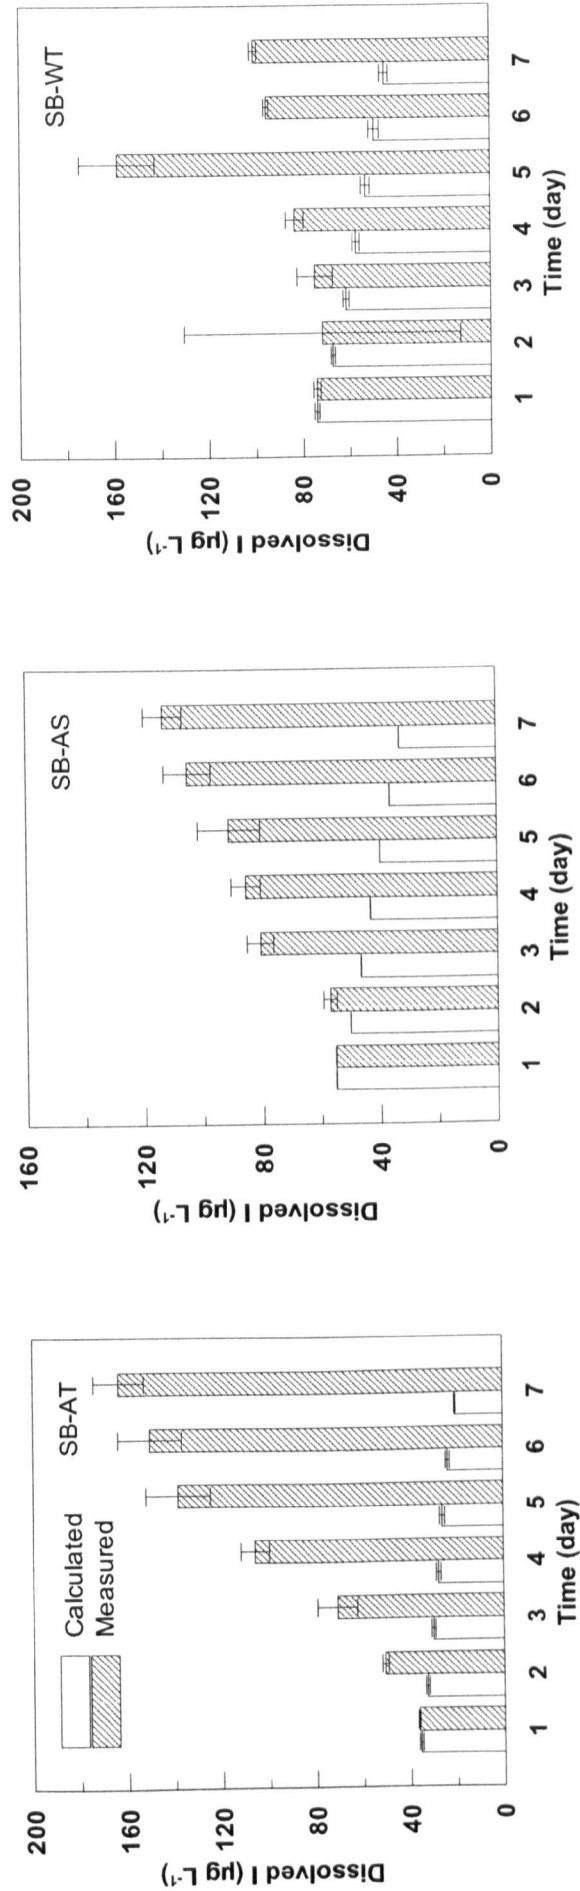 SB-AT
Calculated
Measured
Dissolved I (µg L-1)
200
160
120
80
40
0
1 2 3 4 5 6 7
Time (day)
SB-AS
Dissolved I (µg L-1)
160
120
80
40
0
1 2 3 4 5 6 7
Time (day)
SB-WT
Dissolved I (µg L-1)
200
160
120
80
40
0
1 2 3 4 5 6 7
Time (day)